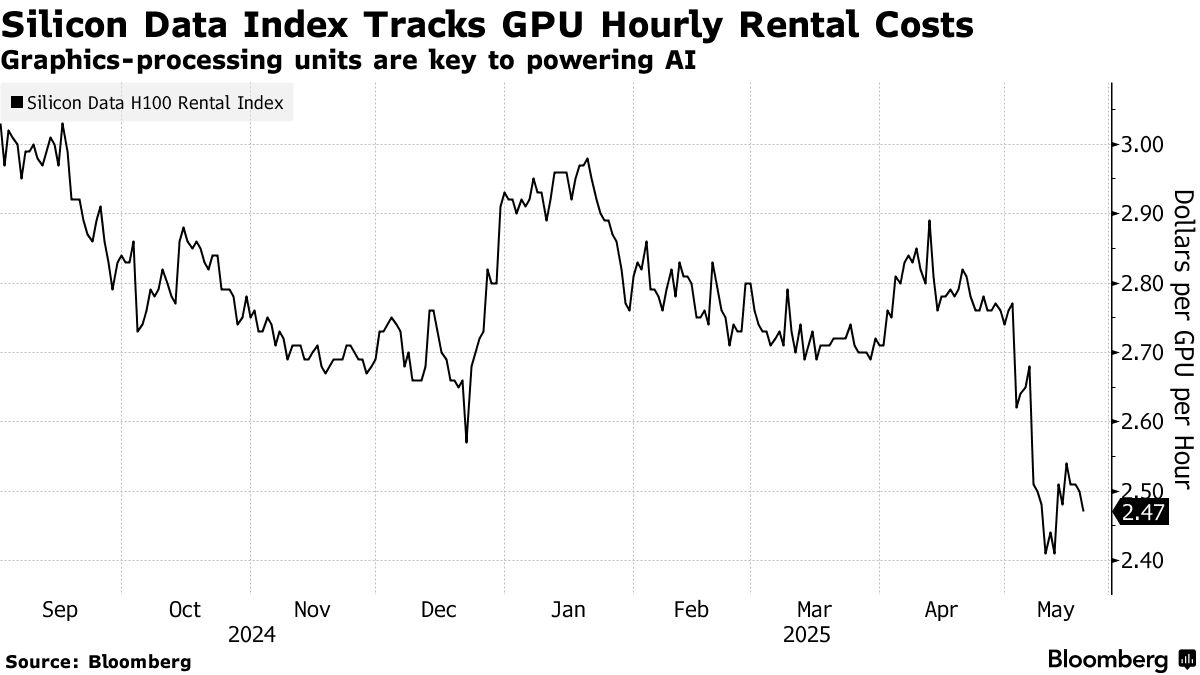 Silicon Data Index Tracks GPU Hourly Rental Costs
Graphics-processing units are key to powering AI
Silicon Data H100 Rental Index
3.00
2.90
2.80
2.70
2.60
2.50
2.47
2.40
Dollars per GPU per Hour
Sep Oct Nov Dec Jan Feb Mar Apr May
2024 2025
Source: Bloomberg
Bloomberg